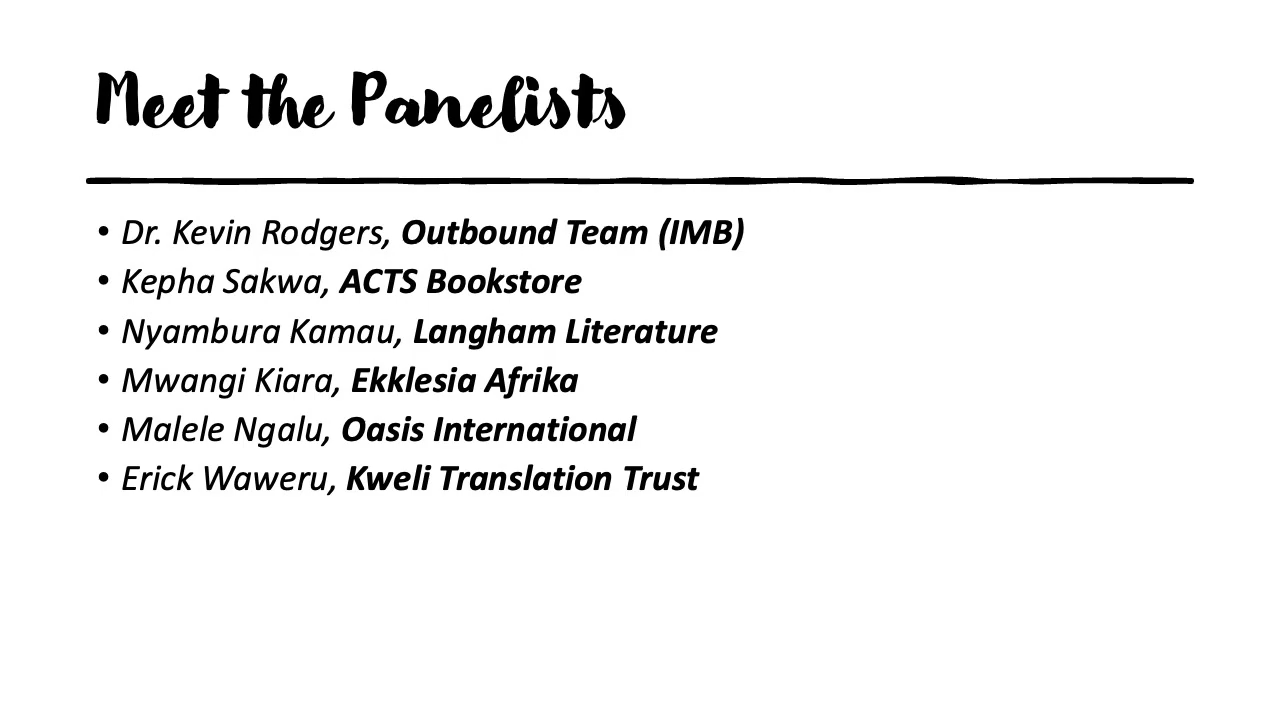 Meet the Panelists
• Dr. Kevin Rodgers, Outbound Team (IMB)
• Kepha Sakwa, ACTS Bookstore
• Nyambura Kamau, Langham Literature
• Mwangi Kiara, Ekklesia Afrika
• Malele Ngalu, Oasis International
• Erick Waweru, Kweli Translation Trust